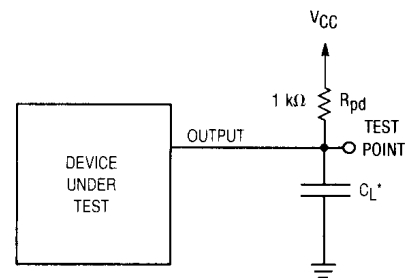 VCC
1 kΩ Rpd
TEST
POINT
OUTPUT
DEVICE
UNDER
TEST
CL*